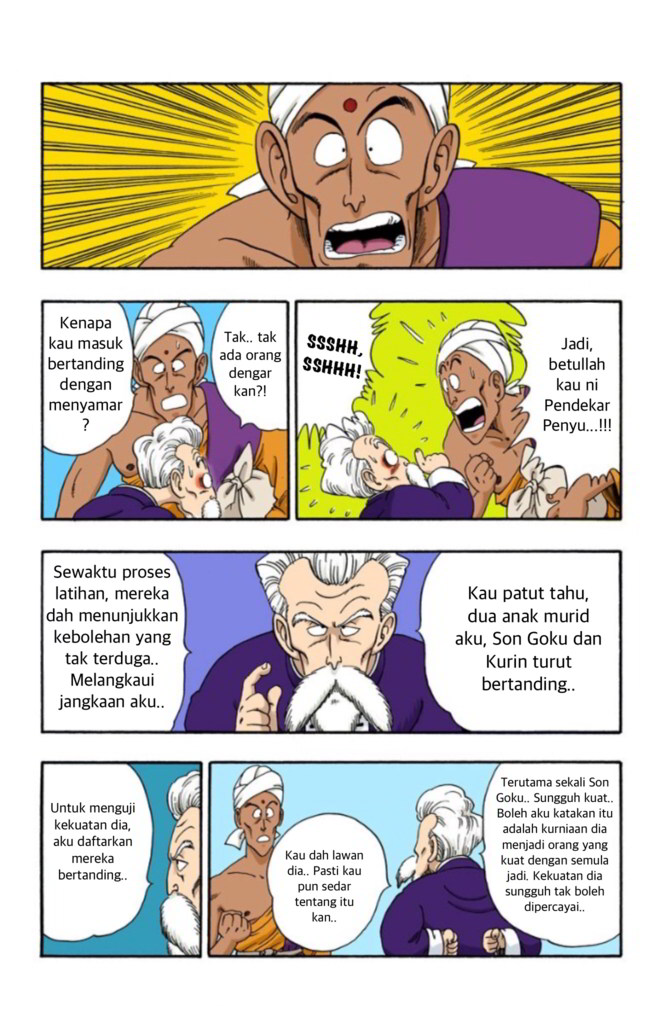 Jadi,
betullah
kau ni
Pendekar
Penyu...!!!
SSSHH,
SSHHH!
Tak.. tak
ada orang
dengar
kan?!
Kenapa
kau masuk
bertanding
dengan
menyamar
?
Kau patut tahu,
dua anak murid
aku, Son Goku dan
Kurin turut
bertanding..
Sewaktu proses
latihan, mereka
dah menunjukkan
kebolehan yang
tak terduga..
Melangkaui
jangkaan aku..
Terutama sekali Son
Goku.. Sungguh kuat..
Boleh aku katakan itu
adalah kurniaan dia
menjadi orang yang
kuat dengan semula
jadi. Kekuatan dia
sungguh tak boleh
dipercayai..
Kau dah lawan
dia.. Pasti kau
pun sedar
tentang itu
kan..
Untuk menguji
kekuatan dia,
aku daftarkan
mereka
bertanding..